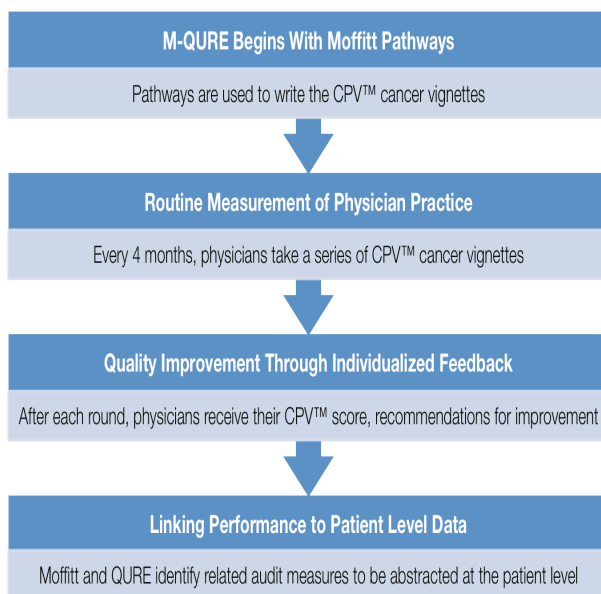 M-QURE Begins With Moffitt Pathways
Pathways are used to write the CPV™ cancer vignettes
Routine Measurement of Physician Practice
Every 4 months, physicians take a series of CPV™ cancer vignettes
Quality Improvement Through Individualized Feedback
After each round, physicians receive their CPV™ score, recommendations for improvement
Linking Performance to Patient Level Data
Moffitt and QURE identify related audit measures to be abstracted at the patient level